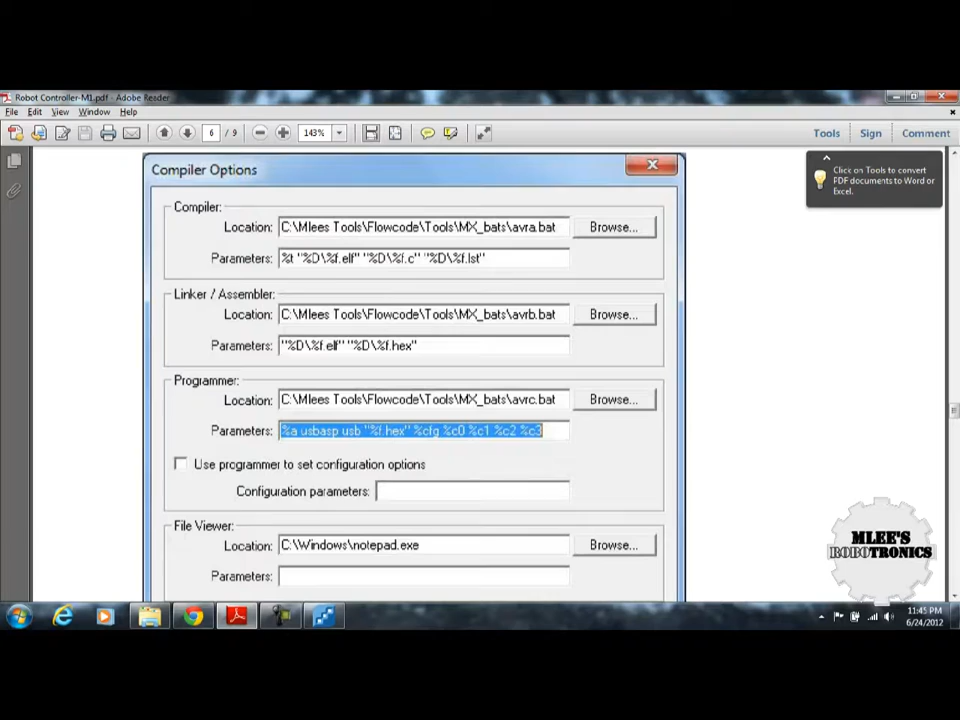 Robot Controller-M1.pdf - Adobe Reader
File Edit View Window Help
6 / 9 143% Tools Sign Comment
Click on Tools to convert
PDF documents to Word or
Excel.
Compiler Options
Compiler:
Location: C:\Mlees Tools\Flowcode\Tools\MX_bats\avra.bat Browse...
Parameters: %t "%D\%f.elf" "%D\%f.c" "%D\%f.lst"
Linker / Assembler:
Location: C:\Mlees Tools\Flowcode\Tools\MX_bats\avrb.bat Browse...
Parameters: "%D\%f.elf" "%D\%f.hex"
Programmer:
Location: C:\Mlees Tools\Flowcode\Tools\MX_bats\avrc.bat Browse...
Parameters: %a usbasp usb "%f.hex" %cfg %c0 %c1 %c2 %c3
Use programmer to set configuration options
Configuration parameters:
File Viewer:
Location: C:\Windows\notepad.exe Browse...
Parameters:
MLEE'S
ROBOTRONICS
11:45 PM
6/24/2012